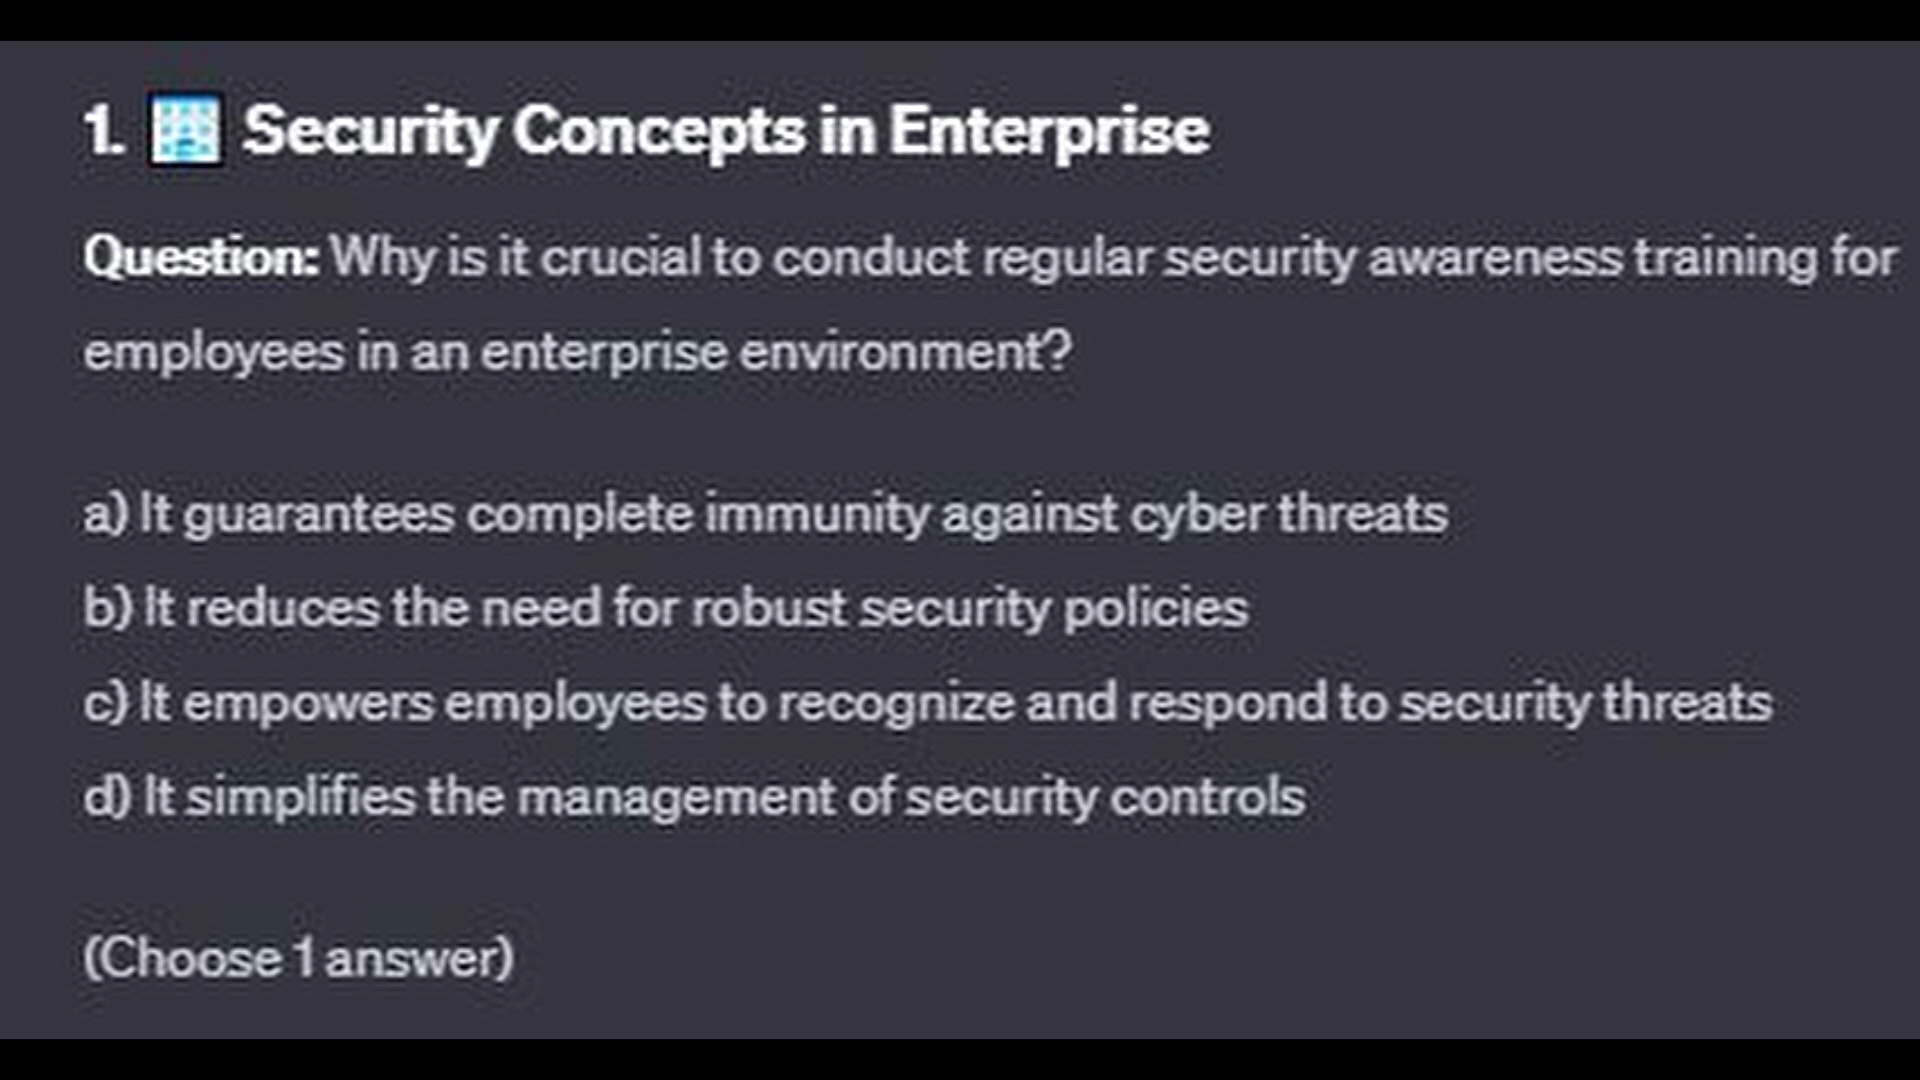 1. 🏢 Security Concepts in Enterprise
Question: Why is it crucial to conduct regular security awareness training for
employees in an enterprise environment?
a) It guarantees complete immunity against cyber threats
b) It reduces the need for robust security policies
c) It empowers employees to recognize and respond to security threats
d) It simplifies the management of security controls
(Choose 1 answer)